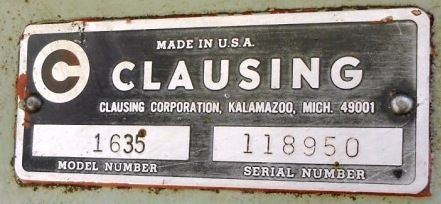 MADE IN U.S.A.
C CLAUSING
CLAUSING CORPORATION, KALAMAZOO, MICH. 49001
1635 118950
MODEL NUMBER SERIAL NUMBER